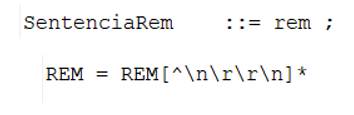 SentenciaRem ::= rem ;
REM = REM[^\n\r\r\n]*